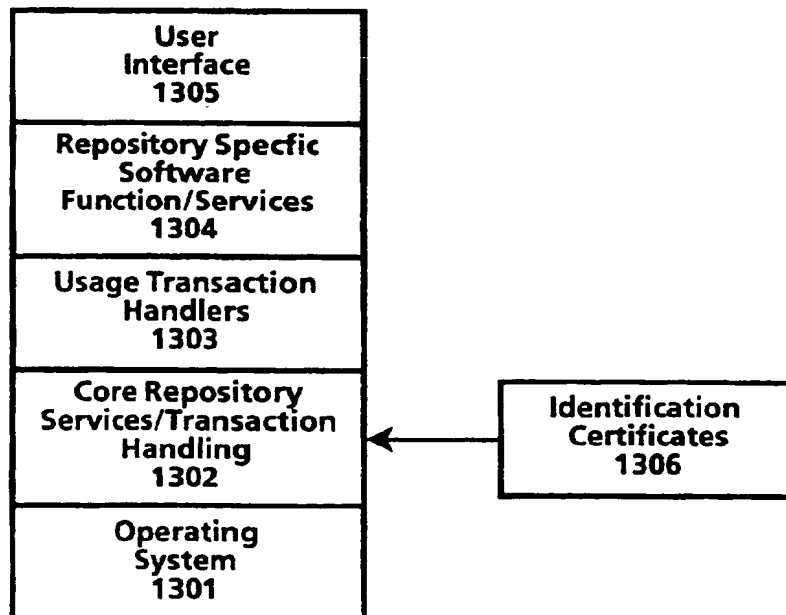 User
Interface
1305
Repository Specfic
Software
Function/Services
1304
Usage Transaction
Handlers
1303
Core Repository
Services/Transaction
Handling
1302
Identification
Certificates
1306
Operating
System
1301